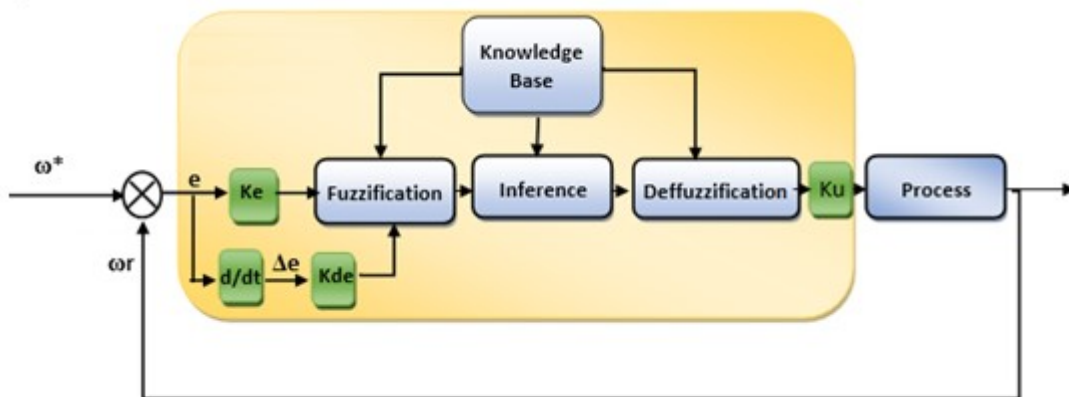 Knowledge
Base
ω*
e
Ke
Fuzzification
Inference
Deffuzzification
Ku
Process
ωr
d/dt
Δe
Kde